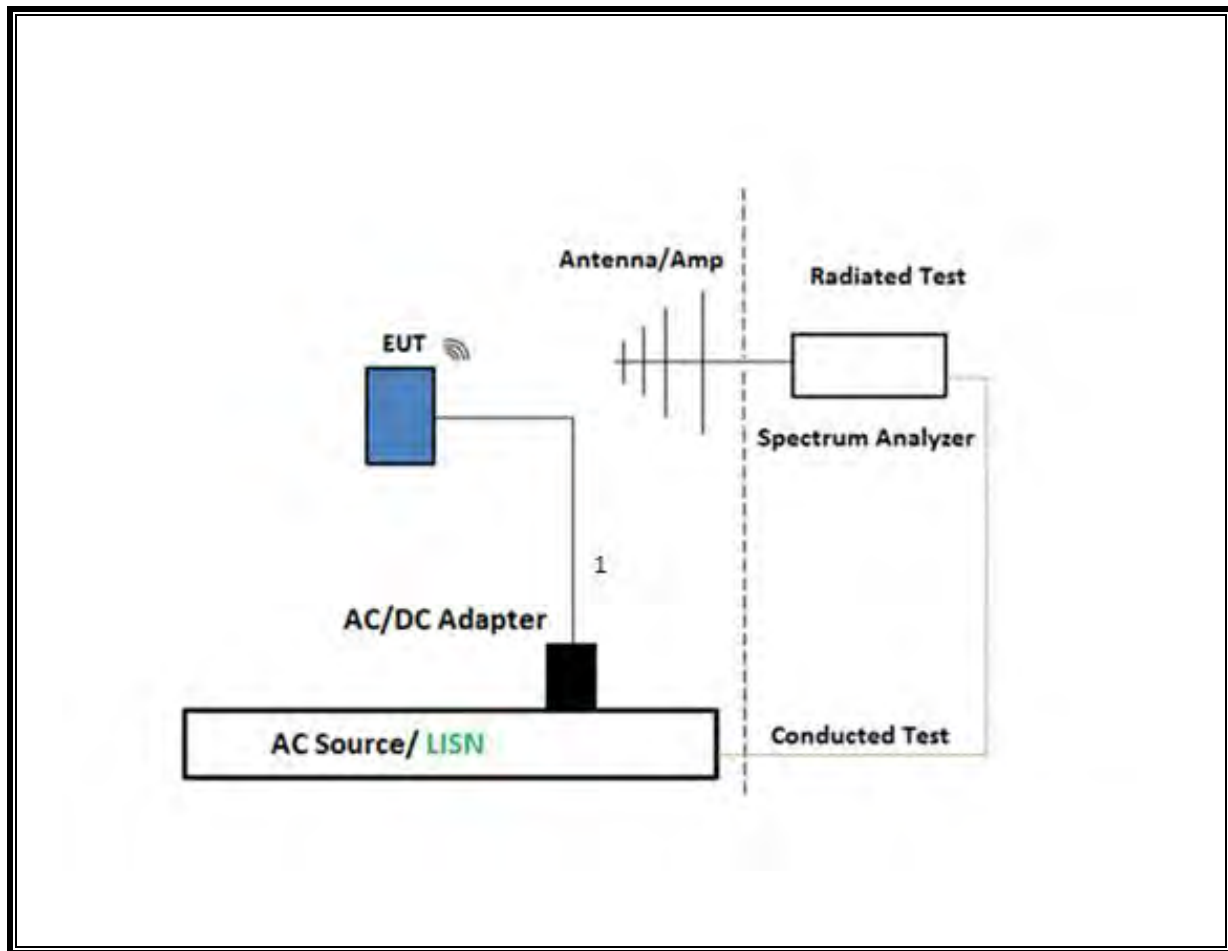 Antenna/Amp
Radiated Test
EUT
Spectrum Analyzer
1
AC/DC Adapter
AC Source/ LISN
Conducted Test